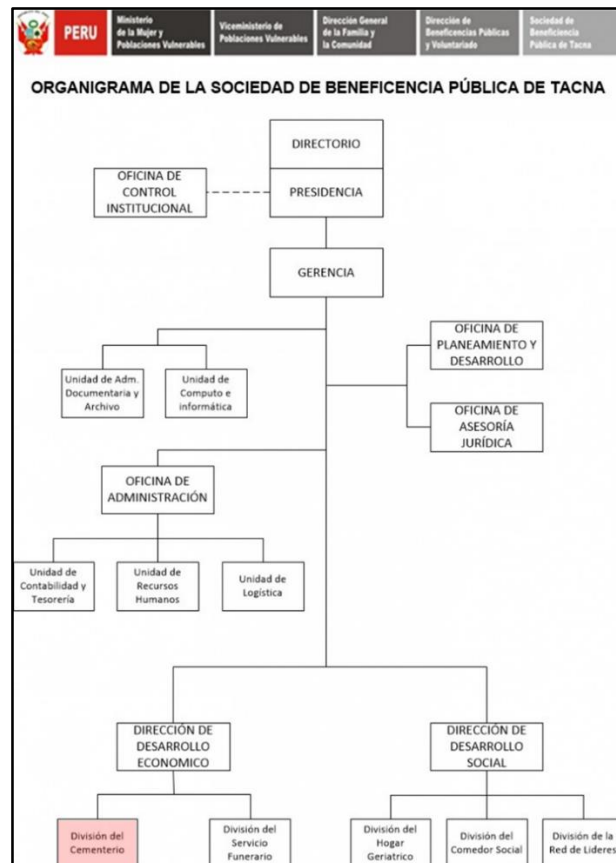 PERU
Ministerio
de la Mujer y
Poblaciones Vulnerables
Viceministerio de
Poblaciones Vulnerables
Dirección General
de la Familia y
la Comunidad
Dirección de
Beneficencias Públicas
y Voluntariado
Sociedad de
Beneficencia
Pública de Tacna
ORGANIGRAMA DE LA SOCIEDAD DE BENEFICENCIA PÚBLICA DE TACNA
DIRECTORIO
OFICINA DE
CONTROL
INSTITUCIONAL
PRESIDENCIA
GERENCIA
OFICINA DE
PLANEAMIENTO Y
DESARROLLO
Unidad de Adm.
Documentaria y
Archivo
Unidad de
Computo e
informática
OFICINA DE
ASESORÍA
JURÍDICA
OFICINA DE
ADMINISTRACIÓN
Unidad de
Contabilidad y
Tesorería
Unidad de
Recursos
Humanos
Unidad de
Logística
DIRECCIÓN DE
DESARROLLO
ECONOMICO
DIRECCIÓN DE
DESARROLLO
SOCIAL
División del
Cementerio
División del
Servicio
Funerario
División del
Hogar
Geriatrico
División del
Comedor Social
División de la
Red de Lideres